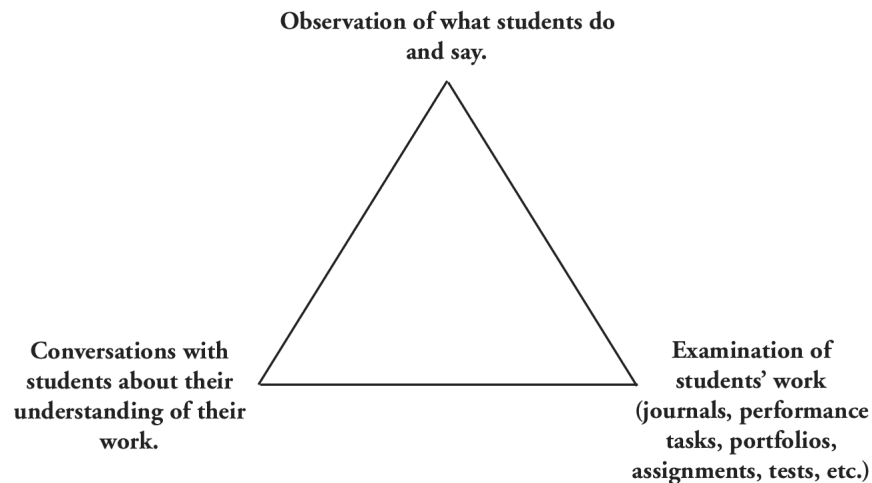 Observation of what students do
and say.
Conversations with
students about their
understanding of their
work.
Examination of
students’ work
(journals, performance
tasks, portfolios,
assignments, tests, etc.)